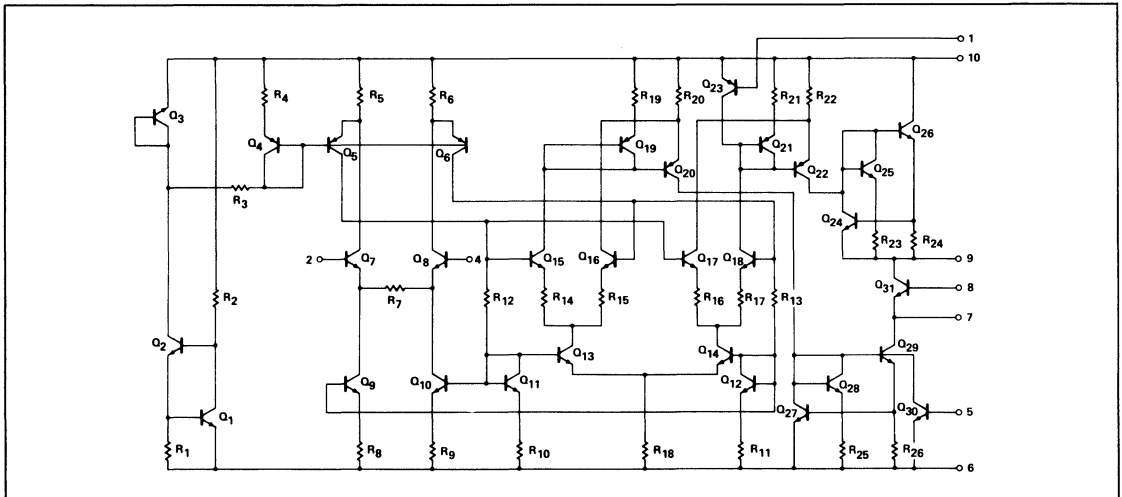 1
10
Q23
R4 R5 R6 R19 R20 R21 R22
Q3 Q26
Q4 Q5 Q6 Q19 Q20 Q21 Q22 Q25
R3
Q24 R23 R24
2 Q7 Q8 4 Q15 Q16 Q17 Q18 9
R7 Q31 8
R2 R12 R14 R15 R16 R17 R13
7
Q2 Q13 Q14 Q29
Q9 Q10 Q11 Q12 Q28
Q1 Q27 Q30 5
R1 R8 R9 R10 R18 R11 R25 R26
6